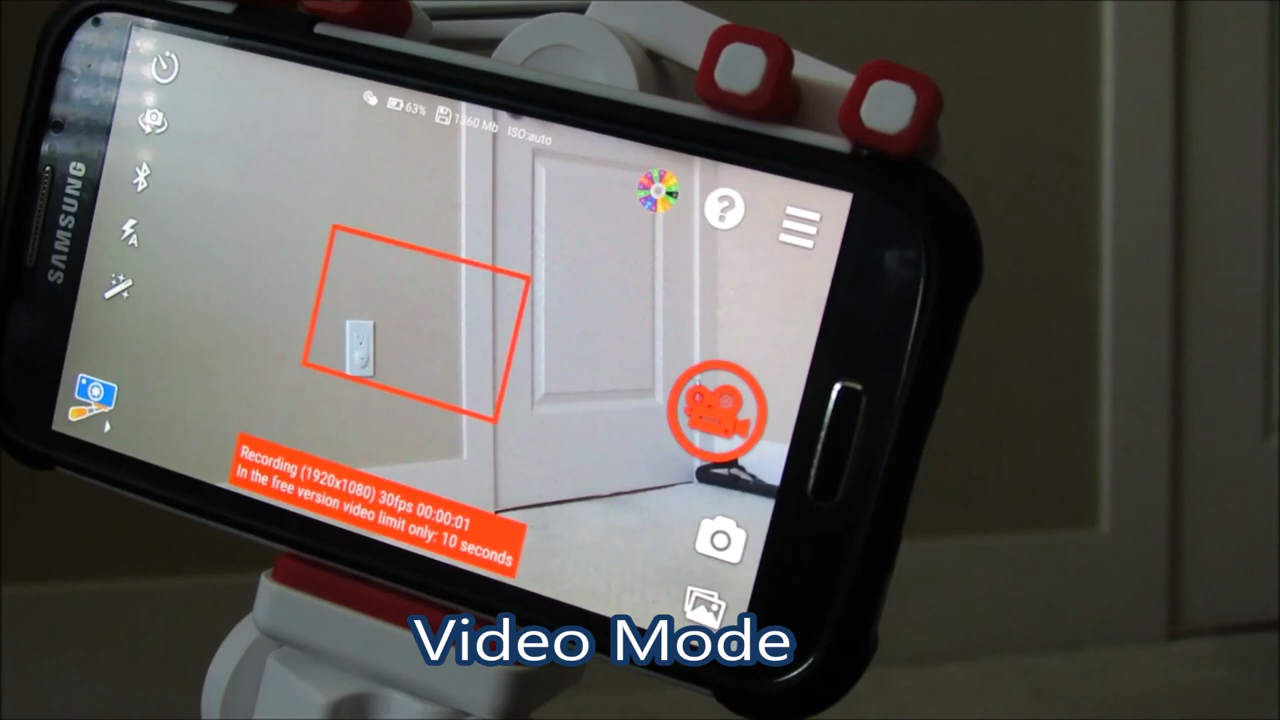 SAMSUNG
63%
1360 Mb
ISO:auto
A
?
Recording (1920x1080) 30fps 00:00:01
In the free version video limit only: 10 seconds
Video Mode